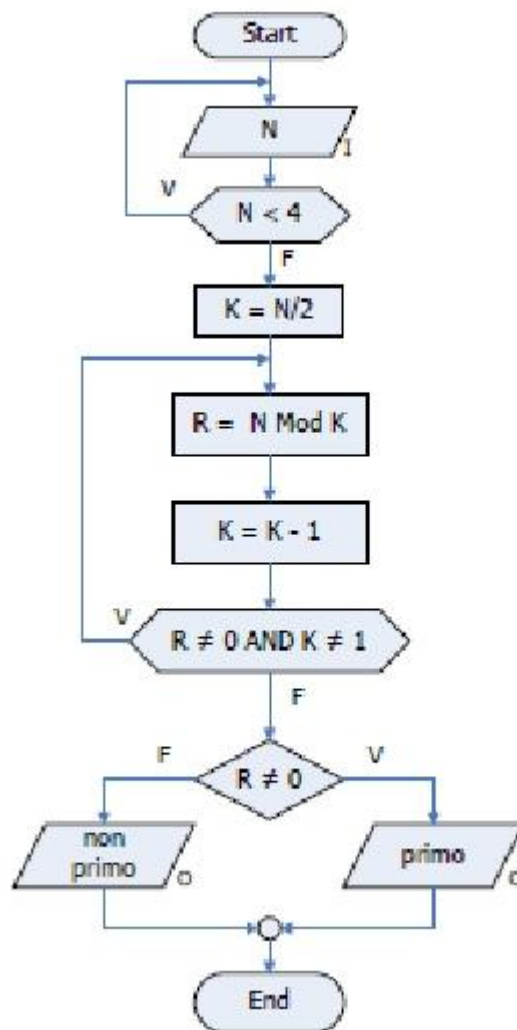 Start
N
I
V
N < 4
F
K = N/2
R = N Mod K
K = K - 1
V
R ≠ 0 AND K ≠ 1
F
F
R ≠ 0
V
non
primo
O
primo
O
End